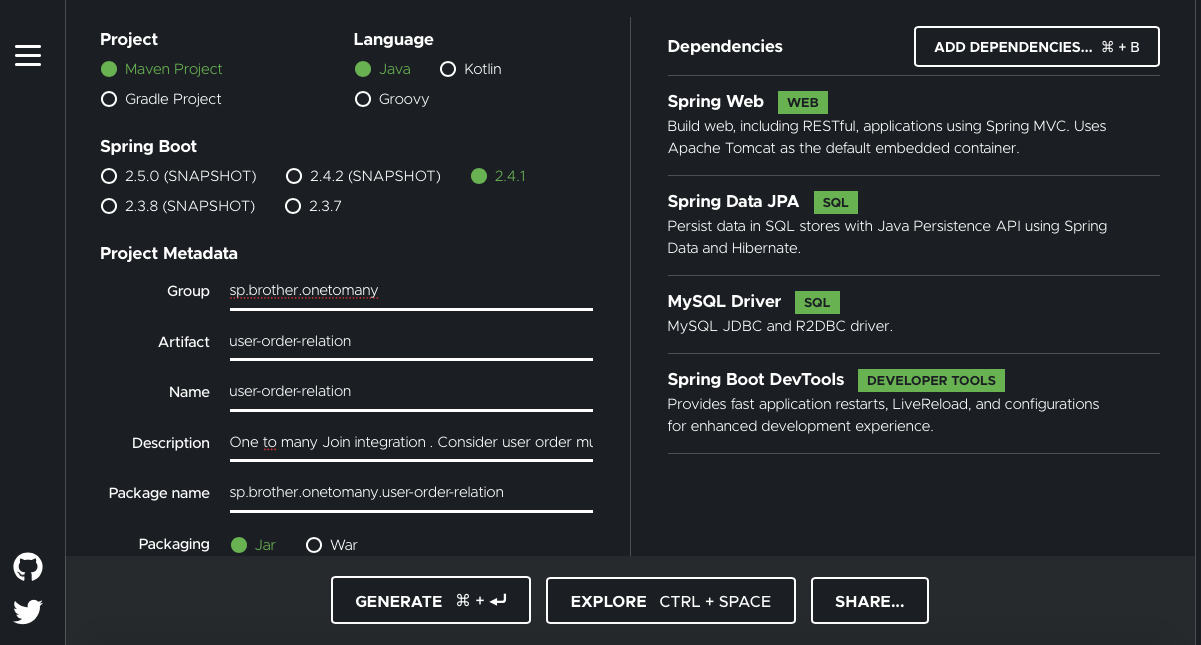 Project
Maven Project
Gradle Project
Language
Java Kotlin
Groovy
Spring Boot
2.5.0 (SNAPSHOT) 2.4.2 (SNAPSHOT) 2.4.1
2.3.8 (SNAPSHOT) 2.3.7
Project Metadata
Group sp.brother.onetomany
Artifact user-order-relation
Name user-order-relation
Description One to many Join integration . Consider user order mu
Package name sp.brother.onetomany.user-order-relation
Packaging Jar War
Dependencies
ADD DEPENDENCIES... ⌘ + B
Spring Web WEB
Build web, including RESTful, applications using Spring MVC. Uses
Apache Tomcat as the default embedded container.
Spring Data JPA SQL
Persist data in SQL stores with Java Persistence API using Spring
Data and Hibernate.
MySQL Driver SQL
MySQL JDBC and R2DBC driver.
Spring Boot DevTools DEVELOPER TOOLS
Provides fast application restarts, LiveReload, and configurations
for enhanced development experience.
GENERATE ⌘ + ⏎
EXPLORE CTRL + SPACE
SHARE...